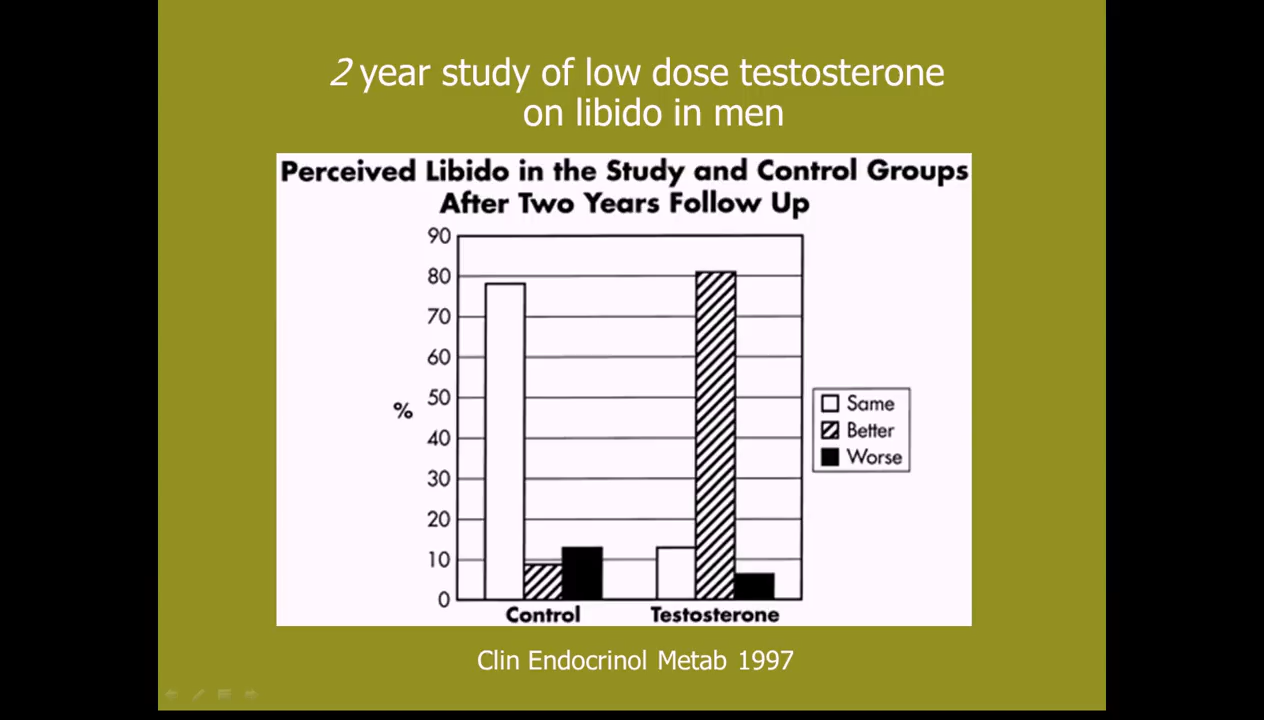 2 year study of low dose testosterone
on libido in men
Perceived Libido in the Study and Control Groups
After Two Years Follow Up
90
80
70
60
50
%
40
30
20
10
0
Same
Better
Worse
Control Testosterone
Clin Endocrinol Metab 1997